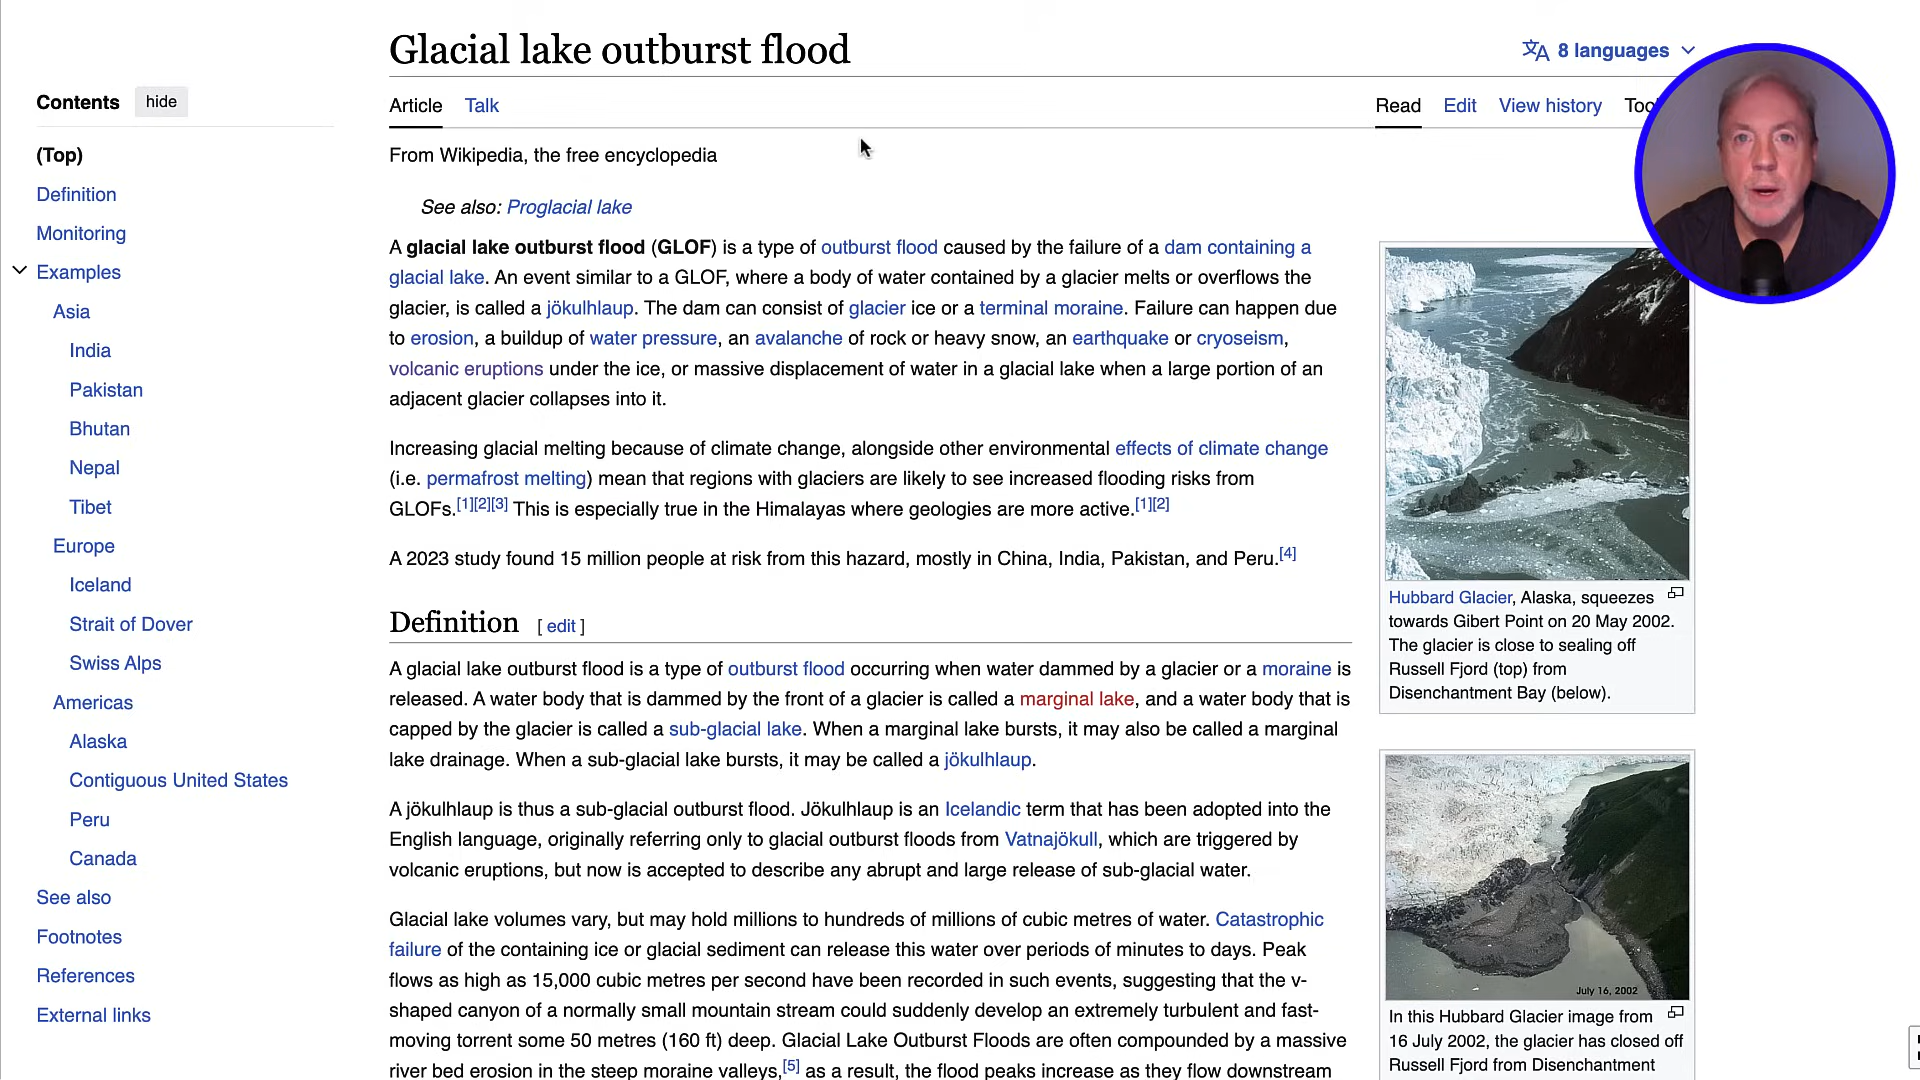 Glacial lake outburst flood
8 languages
Contents hide
Article Talk
Read Edit View history
(Top)
Definition
Monitoring
Examples
Asia
India
Pakistan
Bhutan
Nepal
Tibet
Europe
Iceland
Strait of Dover
Swiss Alps
Americas
Alaska
Contiguous United States
Peru
Canada
See also
Footnotes
References
External links
From Wikipedia, the free encyclopedia
See also: Proglacial lake
A glacial lake outburst flood (GLOF) is a type of outburst flood caused by the failure of a dam containing a
glacial lake. An event similar to a GLOF, where a body of water contained by a glacier melts or overflows the
glacier, is called a jökulhlaup. The dam can consist of glacier ice or a terminal moraine. Failure can happen due
to erosion, a buildup of water pressure, an avalanche of rock or heavy snow, an earthquake or cryoseism,
volcanic eruptions under the ice, or massive displacement of water in a glacial lake when a large portion of an
adjacent glacier collapses into it.
Increasing glacial melting because of climate change, alongside other environmental effects of climate change
(i.e. permafrost melting) mean that regions with glaciers are likely to see increased flooding risks from
GLOFs.[1][2][3] This is especially true in the Himalayas where geologies are more active.[1][2]
A 2023 study found 15 million people at risk from this hazard, mostly in China, India, Pakistan, and Peru.[4]
Definition [ edit ]
A glacial lake outburst flood is a type of outburst flood occurring when water dammed by a glacier or a moraine is
released. A water body that is dammed by the front of a glacier is called a marginal lake, and a water body that is
capped by the glacier is called a sub-glacial lake. When a marginal lake bursts, it may also be called a marginal
lake drainage. When a sub-glacial lake bursts, it may be called a jökulhlaup.
A jökulhlaup is thus a sub-glacial outburst flood. Jökulhlaup is an Icelandic term that has been adopted into the
English language, originally referring only to glacial outburst floods from Vatnajökull, which are triggered by
volcanic eruptions, but now is accepted to describe any abrupt and large release of sub-glacial water.
Glacial lake volumes vary, but may hold millions to hundreds of millions of cubic metres of water. Catastrophic
failure of the containing ice or glacial sediment can release this water over periods of minutes to days. Peak
flows as high as 15,000 cubic metres per second have been recorded in such events, suggesting that the v-
shaped canyon of a normally small mountain stream could suddenly develop an extremely turbulent and fast-
moving torrent some 50 metres (160 ft) deep. Glacial Lake Outburst Floods are often compounded by a massive
river bed erosion in the steep moraine valleys,[5] as a result, the flood peaks increase as they flow downstream
Hubbard Glacier, Alaska, squeezes
towards Gibert Point on 20 May 2002.
The glacier is close to sealing off
Russell Fjord (top) from
Disenchantment Bay (below).
July 16, 2002
In this Hubbard Glacier image from
16 July 2002, the glacier has closed off
Russell Fjord from Disenchantment